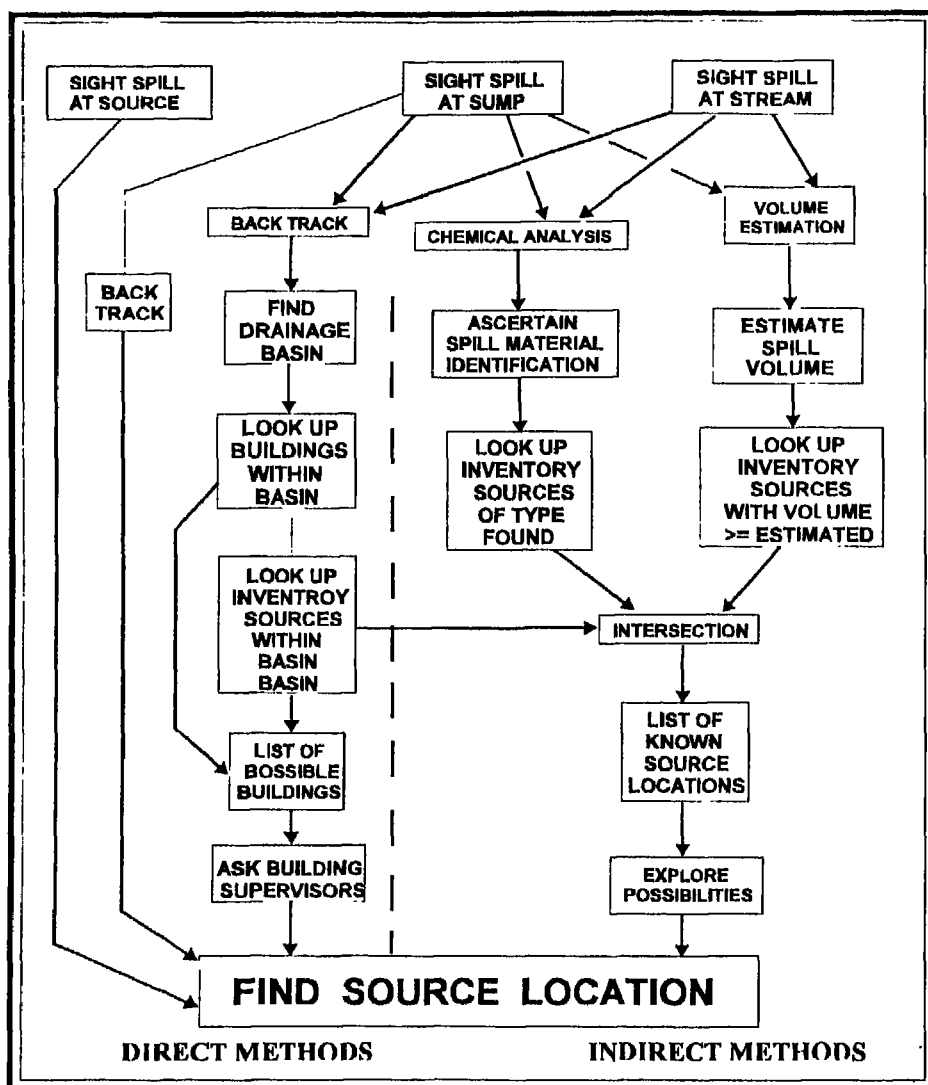 SIGHT SPILL
AT SOURCE
SIGHT SPILL
AT SUMP
SIGHT SPILL
AT STREAM
BACK TRACK
CHEMICAL ANALYSIS
VOLUME
ESTIMATION
BACK
TRACK
FIND
DRAINAGE
BASIN
ASCERTAIN
SPILL MATERIAL
IDENTIFICATION
ESTIMATE
SPILL
VOLUME
LOOK UP
BUILDINGS
WITHIN
BASIN
LOOK UP
INVENTORY
SOURCES
OF TYPE
FOUND
LOOK UP
INVENTORY
SOURCES
WITH VOLUME
>= ESTIMATED
LOOK UP
INVENTROY
SOURCES
WITHIN
BASIN
BASIN
INTERSECTION
LIST OF
BOSSIBLE
BUILDINGS
LIST OF
KNOWN
SOURCE
LOCATIONS
ASK BUILDING
SUPERVISORS
EXPLORE
POSSIBILITIES
FIND SOURCE LOCATION
DIRECT METHODS
INDIRECT METHODS